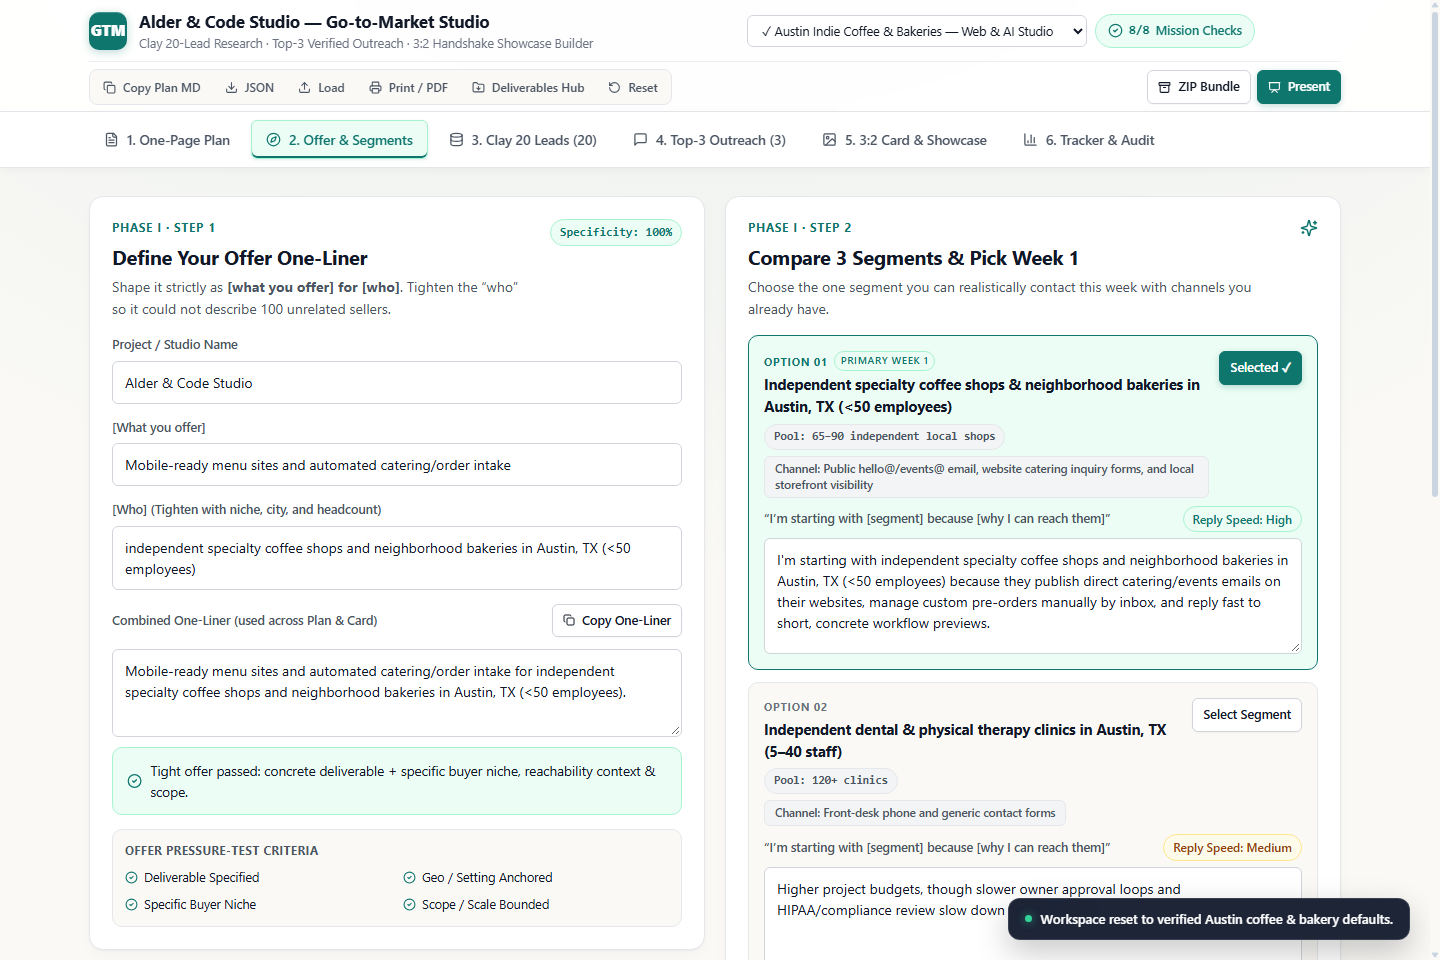 GTM
Alder & Code Studio — Go-to-Market Studio
Clay 20-Lead Research · Top-3 Verified Outreach · 3:2 Handshake Showcase Builder
✓ Austin Indie Coffee & Bakeries — Web & AI Studio
8/8 Mission Checks
Copy Plan MD
JSON
Load
Print / PDF
Deliverables Hub
Reset
ZIP Bundle
Present
1. One-Page Plan
2. Offer & Segments
3. Clay 20 Leads (20)
4. Top-3 Outreach (3)
5. 3:2 Card & Showcase
6. Tracker & Audit
PHASE I · STEP 1
Specificity: 100%
Define Your Offer One-Liner
Shape it strictly as [what you offer] for [who]. Tighten the “who”
so it could not describe 100 unrelated sellers.
Project / Studio Name
Alder & Code Studio
[What you offer]
Mobile-ready menu sites and automated catering/order intake
[Who] (Tighten with niche, city, and headcount)
independent specialty coffee shops and neighborhood bakeries in Austin, TX (<50
employees)
Combined One-Liner (used across Plan & Card)
Copy One-Liner
Mobile-ready menu sites and automated catering/order intake for independent
specialty coffee shops and neighborhood bakeries in Austin, TX (<50 employees).
Tight offer passed: concrete deliverable + specific buyer niche, reachability context &
scope.
OFFER PRESSURE-TEST CRITERIA
Deliverable Specified
Geo / Setting Anchored
Specific Buyer Niche
Scope / Scale Bounded
PHASE I · STEP 2
Compare 3 Segments & Pick Week 1
Choose the one segment you can realistically contact this week with channels you
already have.
OPTION 01
PRIMARY WEEK 1
Selected ✓
Independent specialty coffee shops & neighborhood bakeries in
Austin, TX (<50 employees)
Pool: 65–90 independent local shops
Channel: Public hello@/events@ email, website catering inquiry forms, and local
storefront visibility
“I’m starting with [segment] because [why I can reach them]”
Reply Speed: High
I'm starting with independent specialty coffee shops and neighborhood bakeries in
Austin, TX (<50 employees) because they publish direct catering/events emails on
their websites, manage custom pre-orders manually by inbox, and reply fast to
short, concrete workflow previews.
OPTION 02
Select Segment
Independent dental & physical therapy clinics in Austin, TX
(5–40 staff)
Pool: 120+ clinics
Channel: Front-desk phone and generic contact forms
“I’m starting with [segment] because [why I can reach them]”
Reply Speed: Medium
Higher project budgets, though slower owner approval loops and
HIPAA/compliance review slow down
Workspace reset to verified Austin coffee & bakery defaults.